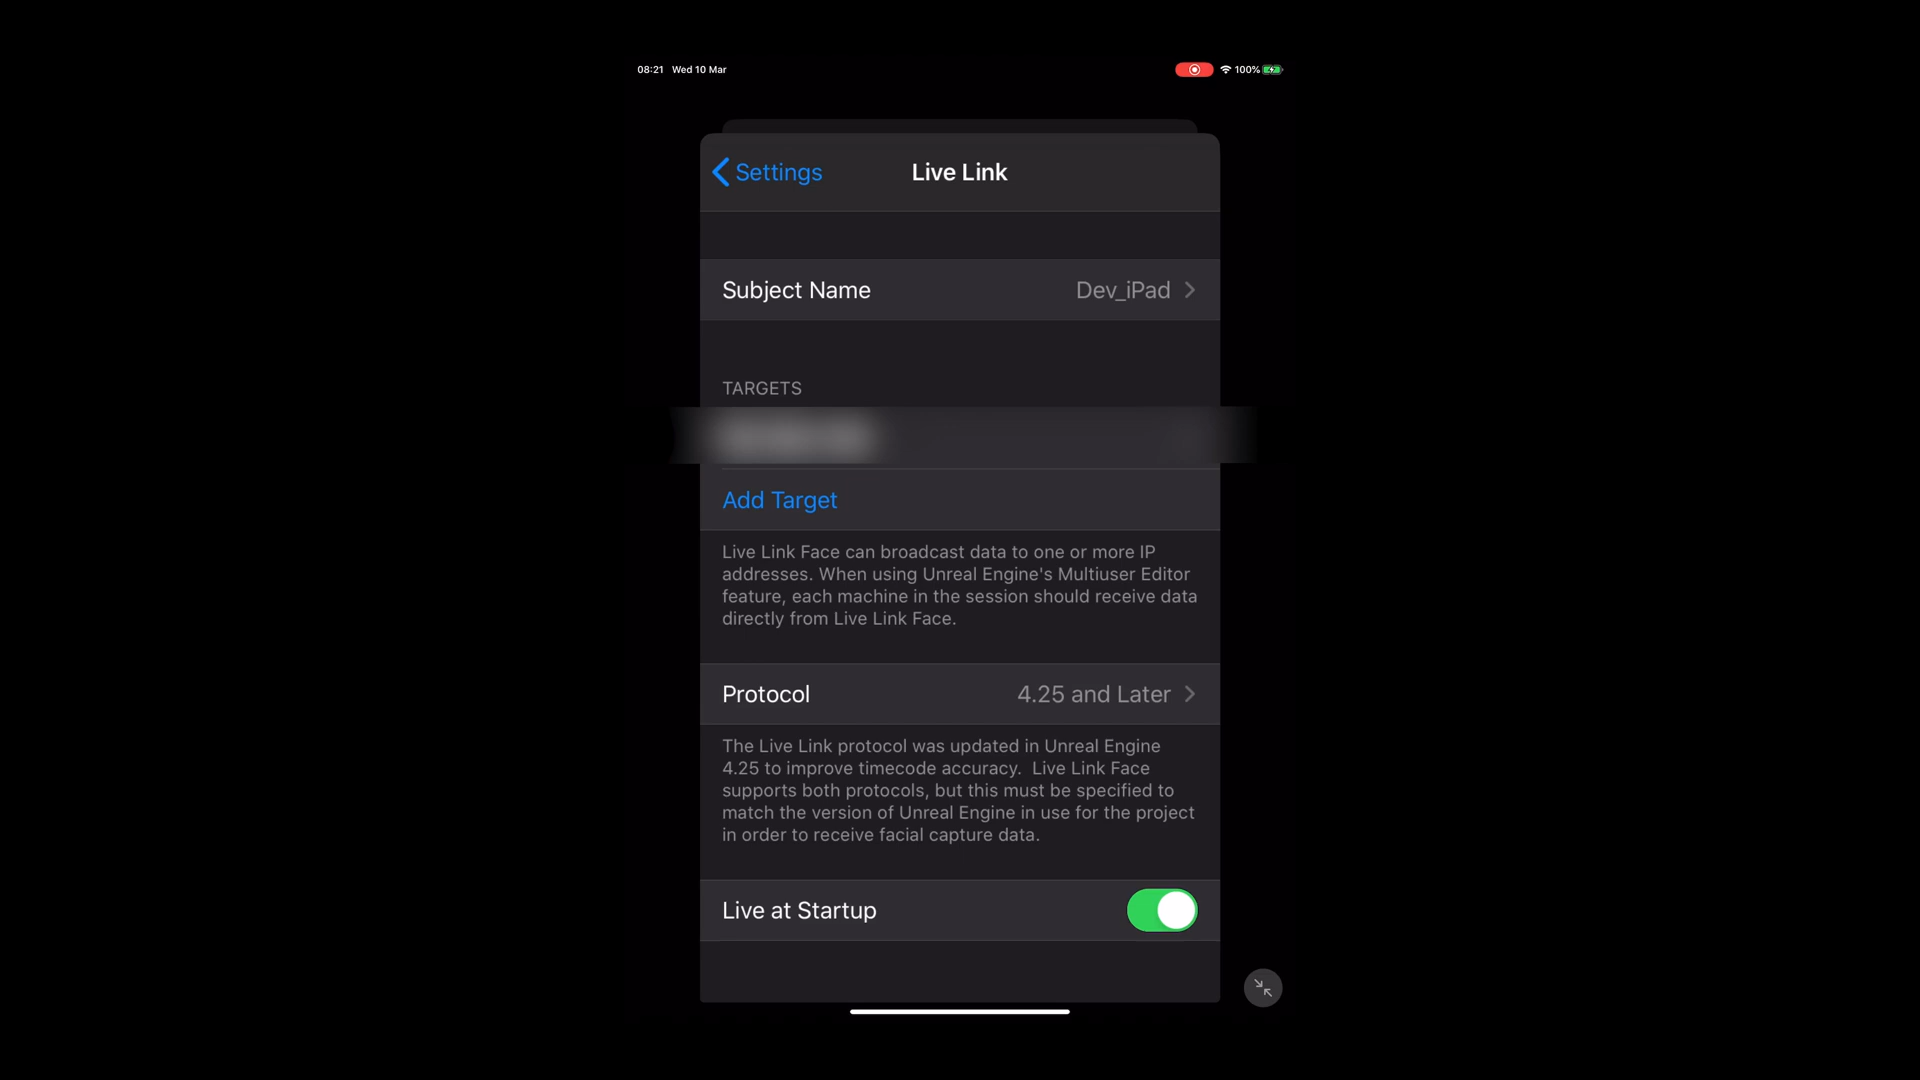 08:21 Wed 10 Mar
100%
Settings
Live Link
Subject Name
Dev_iPad
TARGETS
Add Target
Live Link Face can broadcast data to one or more IP
addresses. When using Unreal Engine's Multiuser Editor
feature, each machine in the session should receive data
directly from Live Link Face.
Protocol
4.25 and Later
The Live Link protocol was updated in Unreal Engine
4.25 to improve timecode accuracy.  Live Link Face
supports both protocols, but this must be specified to
match the version of Unreal Engine in use for the project
in order to receive facial capture data.
Live at Startup